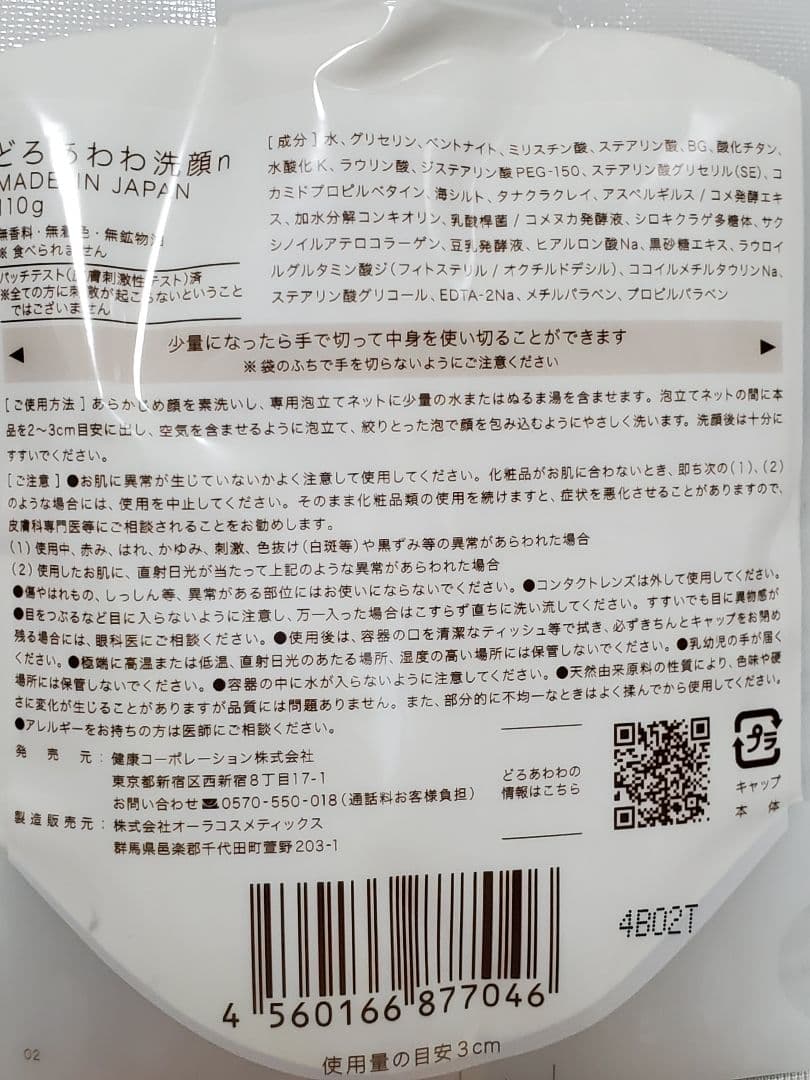 どろあわわ洗顔n
MADE IN JAPAN
110g
無香料・無着色・無鉱物油
※ 食べられません
パッチテスト(皮膚刺激性テスト)済
※全ての方に刺激が起こらないということ
ではございません
[ 成分 ] 水、グリセリン、ベントナイト、ミリスチン酸、ステアリン酸、BG、酸化チタン、
水酸化K、ラウリン酸、ジステアリン酸PEG-150、ステアリン酸グリセリル(SE)、コ
カミドプロピルベタイン、海シルト、タナクラクレイ、アスペルギルス / コメ発酵エキ
ス、加水分解コンキオリン、乳酸桿菌 / コメヌカ発酵液、シロキクラゲ多糖体、サク
シノイルアテロコラーゲン、豆乳発酵液、ヒアルロン酸Na、黒砂糖エキス、ラウロイ
ルグルタミン酸ジ(フィトステリル / オクチルドデシル)、ココイルメチルタウリンNa、
ステアリン酸グリコール、EDTA-2Na、メチルパラベン、プロピルパラベン
◀ 少量になったら手で切って中身を使い切ることができます ▶
※ 袋のふちで手を切らないようにご注意ください
[ ご使用方法 ] あらかじめ顔を素洗いし、専用泡立てネットに少量の水またはぬるま湯を含ませます。泡立てネットの間に本
品を2〜3cm目安に出し、空気を含ませるように泡立て、絞りとった泡で顔を包み込むようにやさしく洗います。洗顔後は十分に
すすいでください。
[ ご注意 ] ●お肌に異常が生じていないかよく注意して使用してください。化粧品がお肌に合わないとき、即ち次の(1)、(2)
のような場合には、使用を中止してください。そのまま化粧品類の使用を続けますと、症状を悪化させることがありますので、
皮膚科専門医等にご相談されることをお勧めします。
(1) 使用中、赤み、はれ、かゆみ、刺激、色抜け(白斑等)や黒ずみ等の異常があらわれた場合
(2) 使用したお肌に、直射日光が当たって上記のような異常があらわれた場合
●傷やはれもの、しっしん等、異常がある部位にはお使いにならないでください。●コンタクトレンズは外して使用してください。
●目をつぶるなど目に入らないように注意し、万一入った場合はこすらず直ちに洗い流してください。すすいでも目に異物感が
残る場合には、眼科医にご相談ください。●使用後は、容器の口を清潔なティッシュ等で拭き、必ずきちんとキャップをお閉め
ください。●極端に高温または低温、直射日光のあたる場所、湿度の高い場所には保管しないでください。●乳幼児の手が届く
場所には保管しないでください。●容器の中に水が入らないように注意してください。●天然由来原料の性質により、色味や硬
さに変化が生じることがありますが品質には問題ありません。また、部分的に不均一なときはよく揉んでから使用してください。
●アレルギーをお持ちの方は医師にご相談ください。
発 売 元 : 健康コーポレーション株式会社
東京都新宿区西新宿8丁目17-1
お問い合わせ ☎ 0570-550-018 (通話料お客様負担)
製造販売元 : 株式会社オーラコスメティックス
群馬県邑楽郡千代田町萱野203-1
どろあわわの
情報はこちら
プラ
キャップ
本 体
4B02T
4 560166 877046
02
使用量の目安3cm